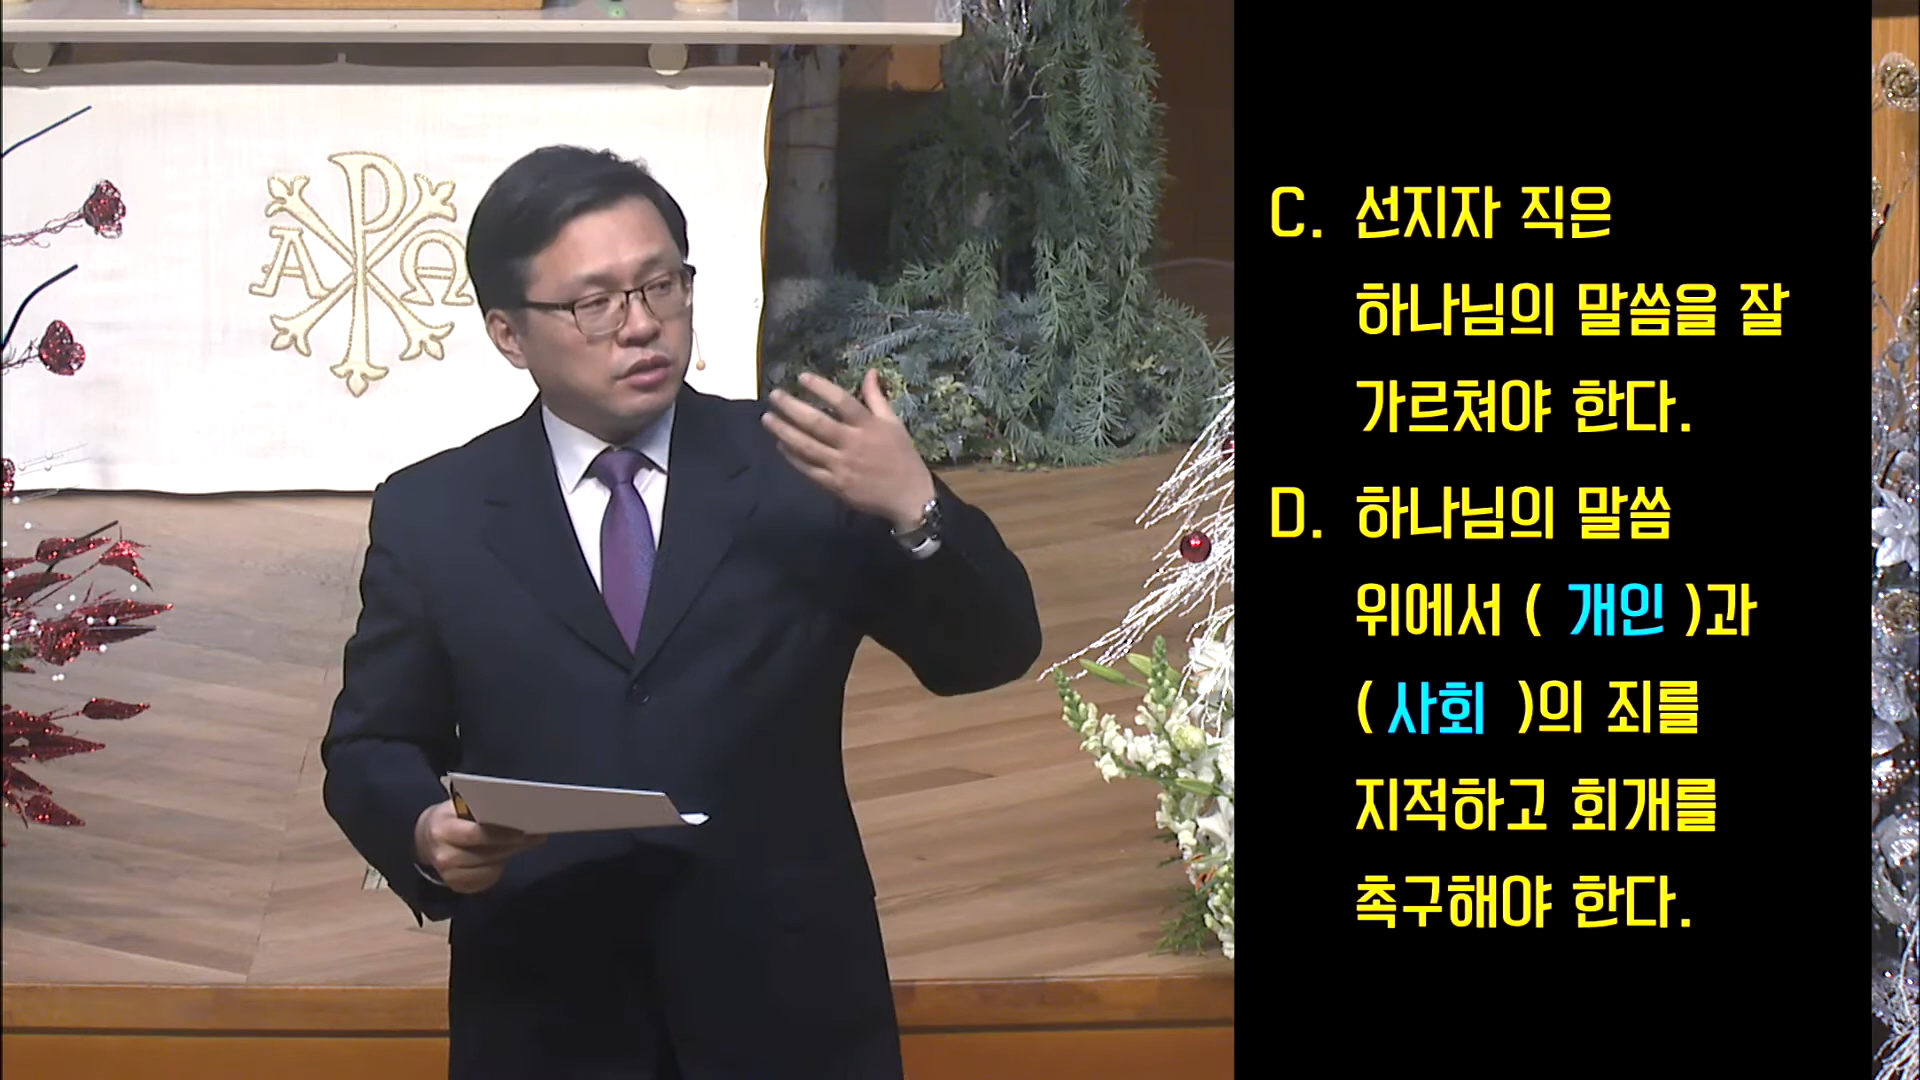 Α Ω
C. 선지자 직은
하나님의 말씀을 잘
가르쳐야 한다.
D. 하나님의 말씀
위에서 ( 개인 )과
( 사회 )의 죄를
지적하고 회개를
촉구해야 한다.